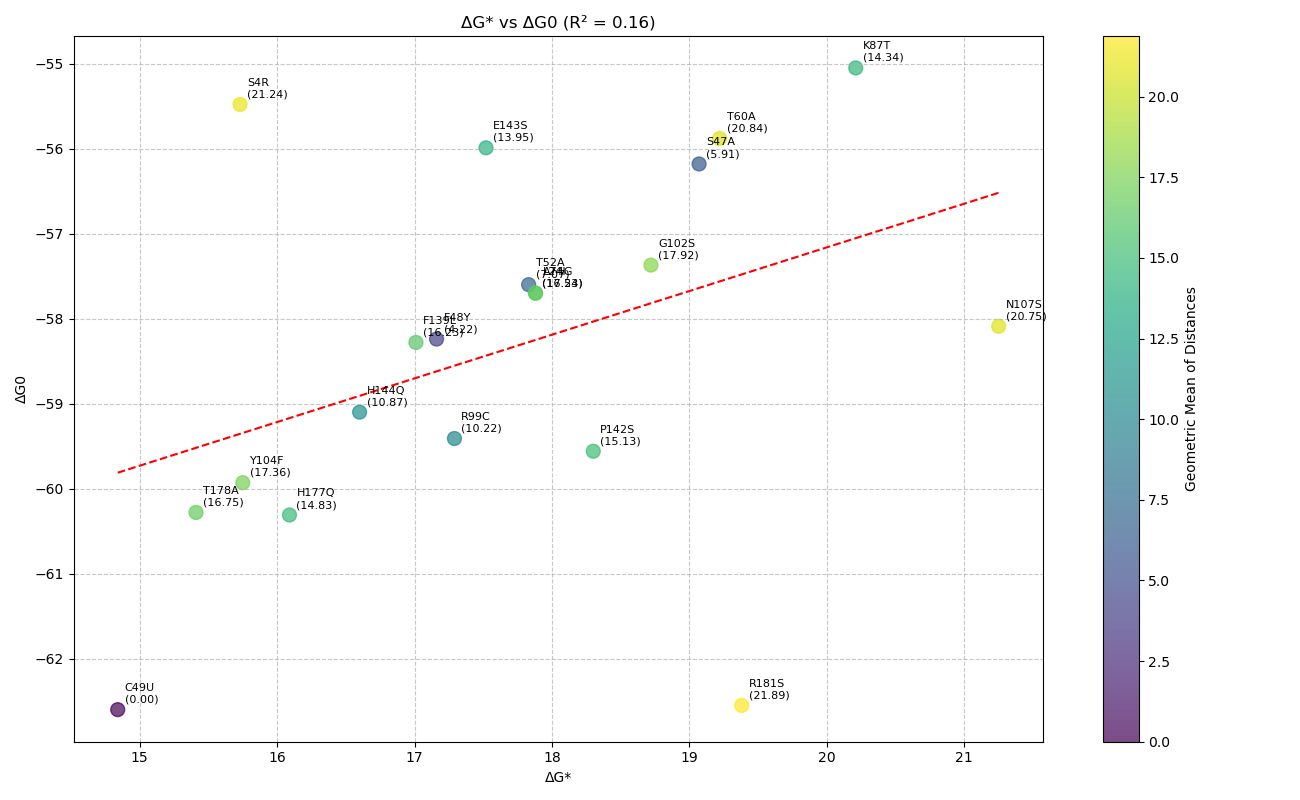 ΔG* vs ΔG0 (R² = 0.16)
K87T
(14.34)
S4R
(21.24)
E143S
(13.95)
T60A
(20.84)
S47A
(5.91)
G102S
(17.92)
T52A
N107S
(20.75)
F139L
(16.23)
F48Y
(4.22)
H144Q
(10.87)
R99C
(10.22)
P142S
(15.13)
Y104F
(17.36)
T178A
(16.75)
H177Q
(14.83)
R181S
(21.89)
C49U
(0.00)
−55
−56
−57
−58
−59
−60
−61
−62
ΔG0
15
16
17
18
19
20
21
ΔG*
20.0
17.5
15.0
12.5
10.0
7.5
5.0
2.5
0.0
Geometric Mean of Distances